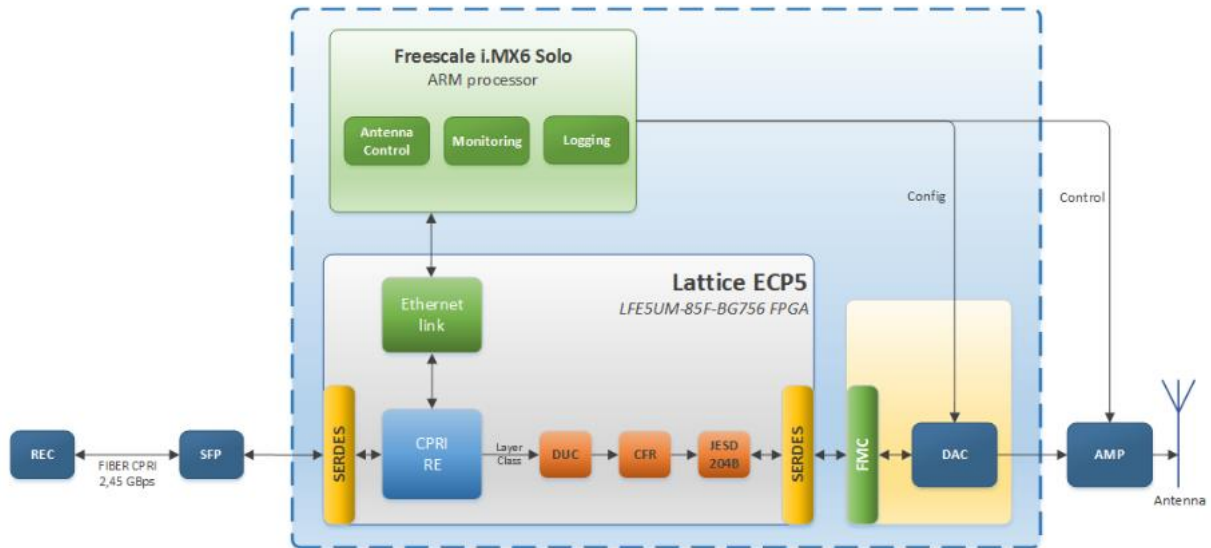 Freescale i.MX6 Solo
ARM processor
Antenna
Control
Monitoring
Logging
Config
Control
Lattice ECP5
LFE5UM-85F-BG756 FPGA
Ethernet
link
REC
FIBER CPRI
2,45 GBps
SFP
SERDES
CPRI
RE
Layer
Class
DUC
CFR
JESD
204B
SERDES
FMC
DAC
AMP
Antenna